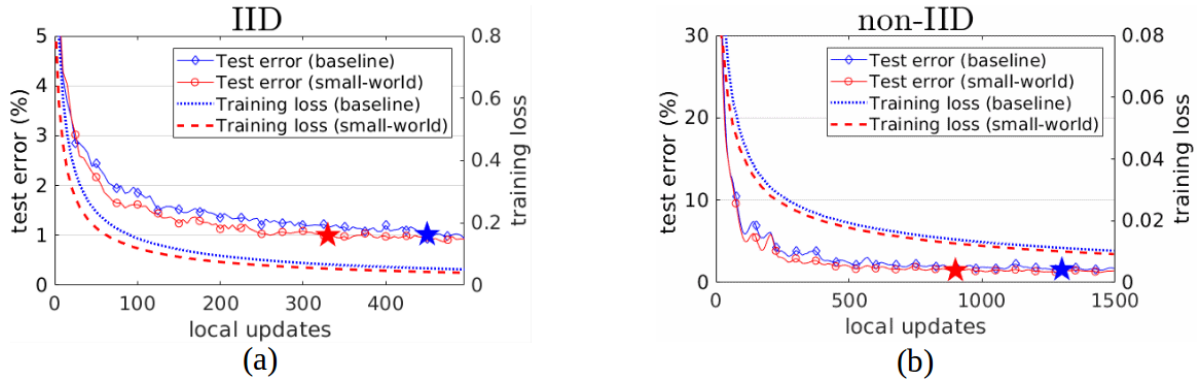 IID
5
4
3
2
1
0
test error (%)
0.8
0.6
0.4
0.2
0
training loss
Test error (baseline)
Test error (small-world)
Training loss (baseline)
Training loss (small-world)
0 100 200 300 400
local updates
(a)
non-IID
30
20
10
0
test error (%)
0.08
0.06
0.04
0.02
0
training loss
Test error (baseline)
Test error (small-world)
Training loss (baseline)
Training loss (small-world)
0 500 1000 1500
local updates
(b)